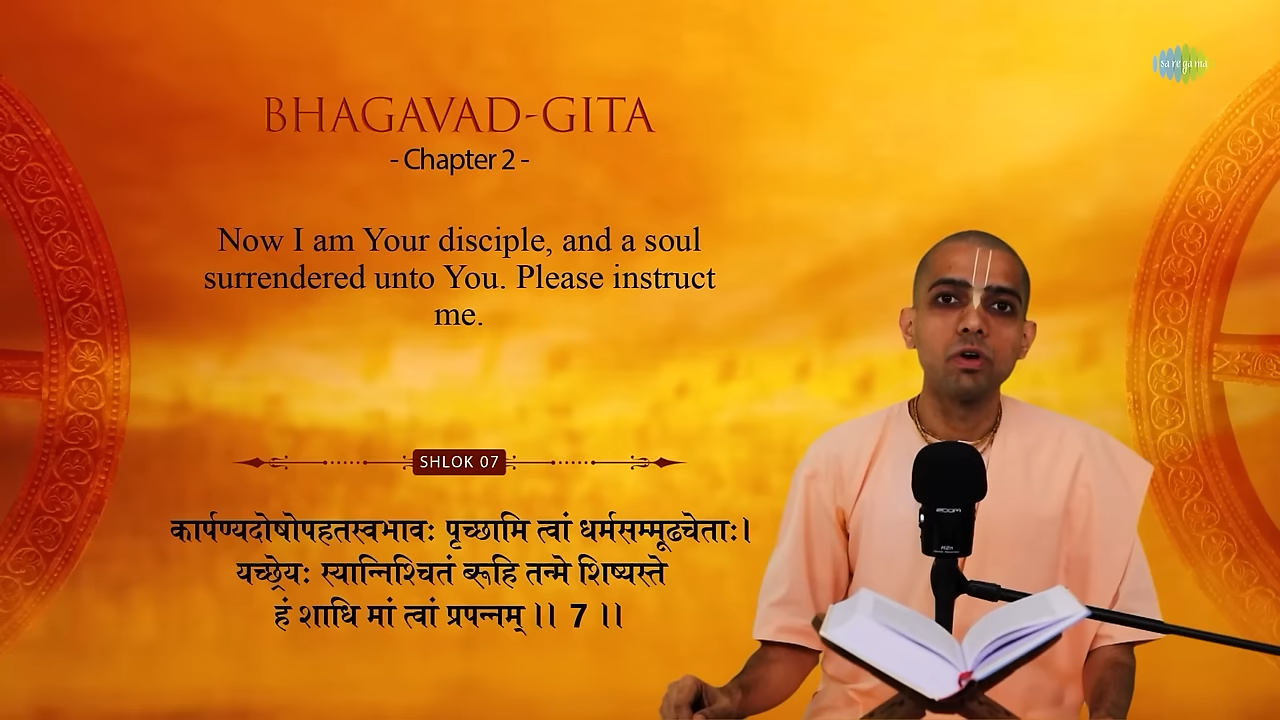 saregama
BHAGAVAD-GITA
- Chapter 2 -
Now I am Your disciple, and a soul
surrendered unto You. Please instruct
me.
SHLOK 07
कार्पण्यदोषोपहतस्वभावः पृच्छामि त्वां धर्मसम्मूढचेताः।
यच्छ्रेयः स्यान्निश्चितं ब्रूहि तन्मे शिष्यस्ते
हं शाधि मां त्वां प्रपन्नम् ।। 7 ।।
ZOOM